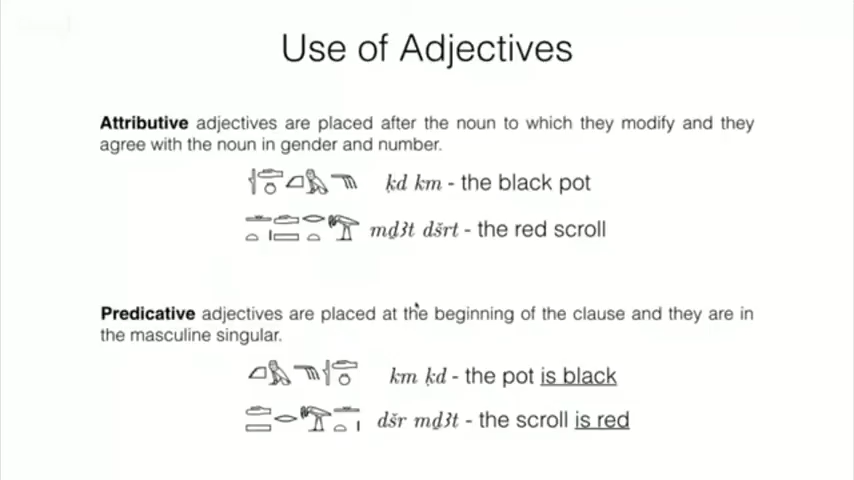 Use of Adjectives
Attributive adjectives are placed after the noun to which they modify and they
agree with the noun in gender and number.
ḳd km - the black pot
mḏꜣt dšrt - the red scroll
Predicative adjectives are placed at the beginning of the clause and they are in
the masculine singular.
km ḳd - the pot is black
dšr mḏꜣt - the scroll is red